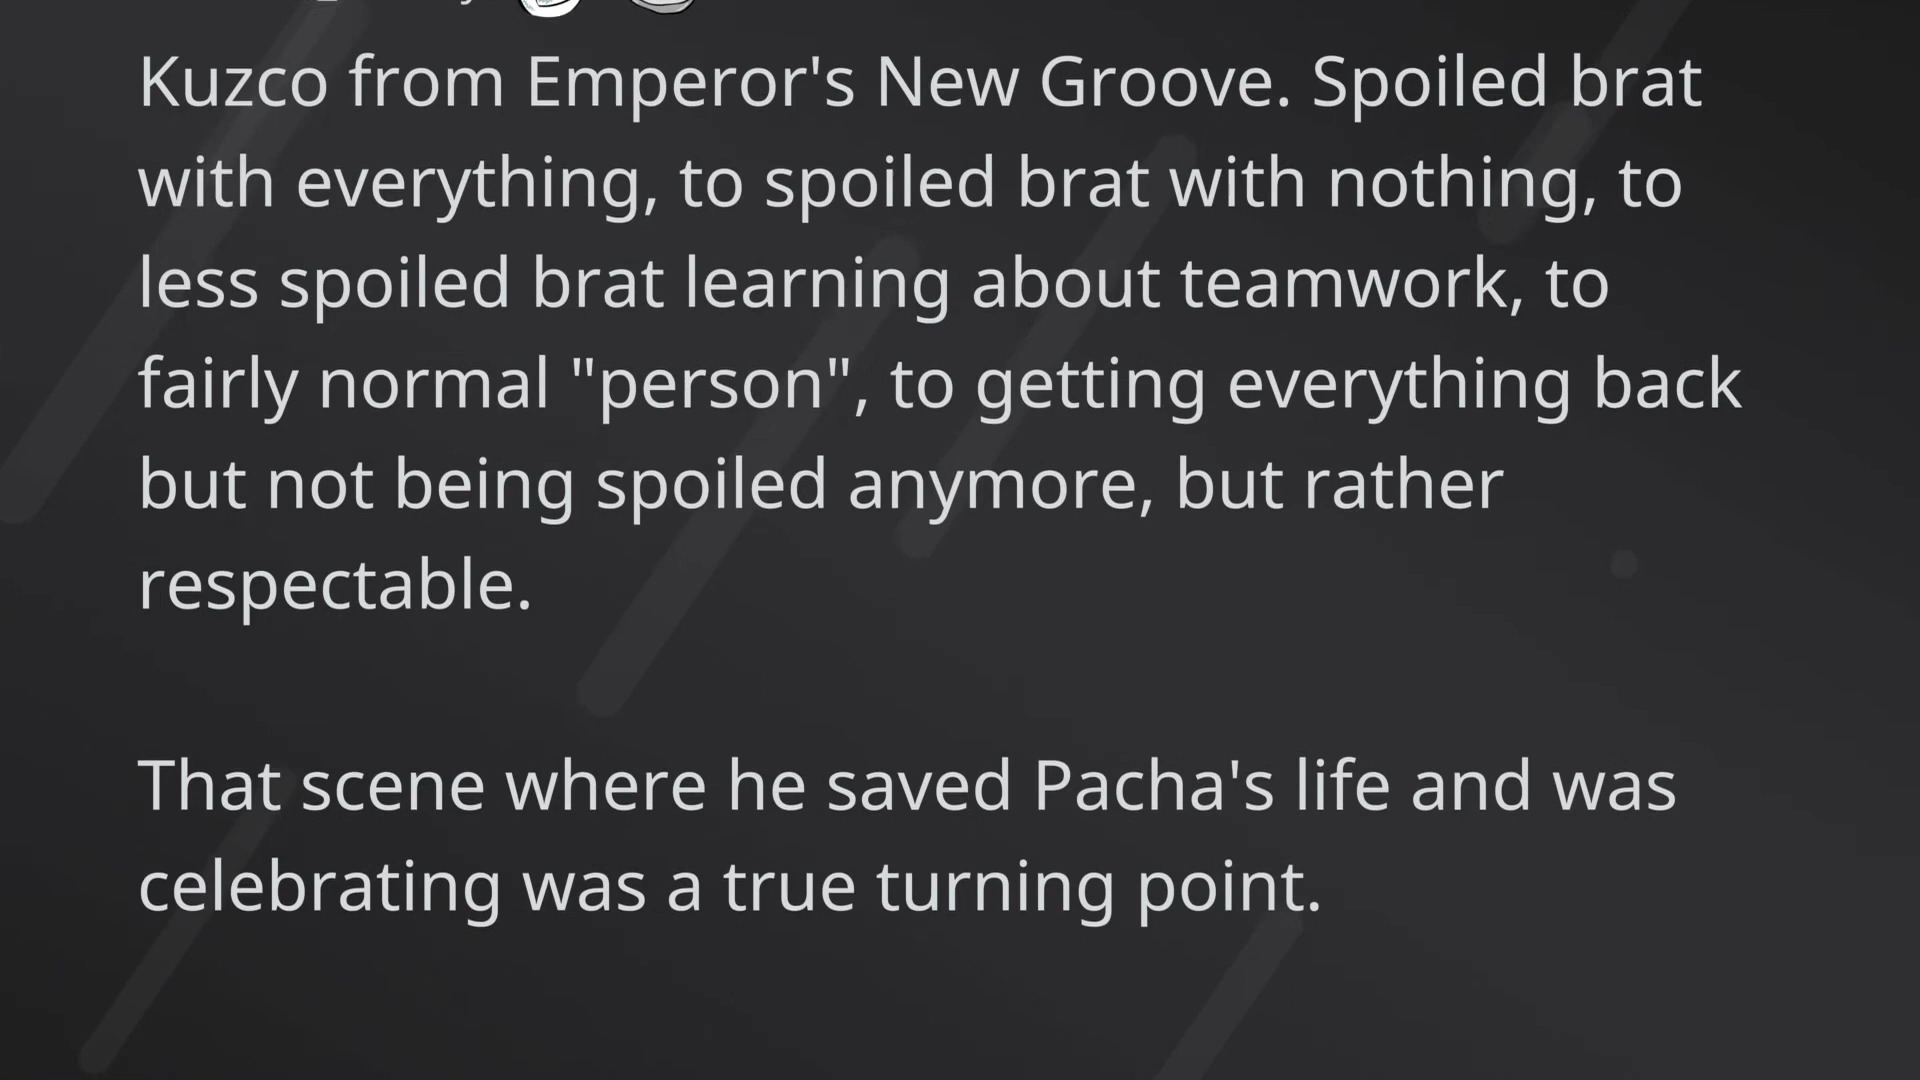 Kuzco from Emperor's New Groove. Spoiled brat
with everything, to spoiled brat with nothing, to
less spoiled brat learning about teamwork, to
fairly normal "person", to getting everything back
but not being spoiled anymore, but rather
respectable.
That scene where he saved Pacha's life and was
celebrating was a true turning point.